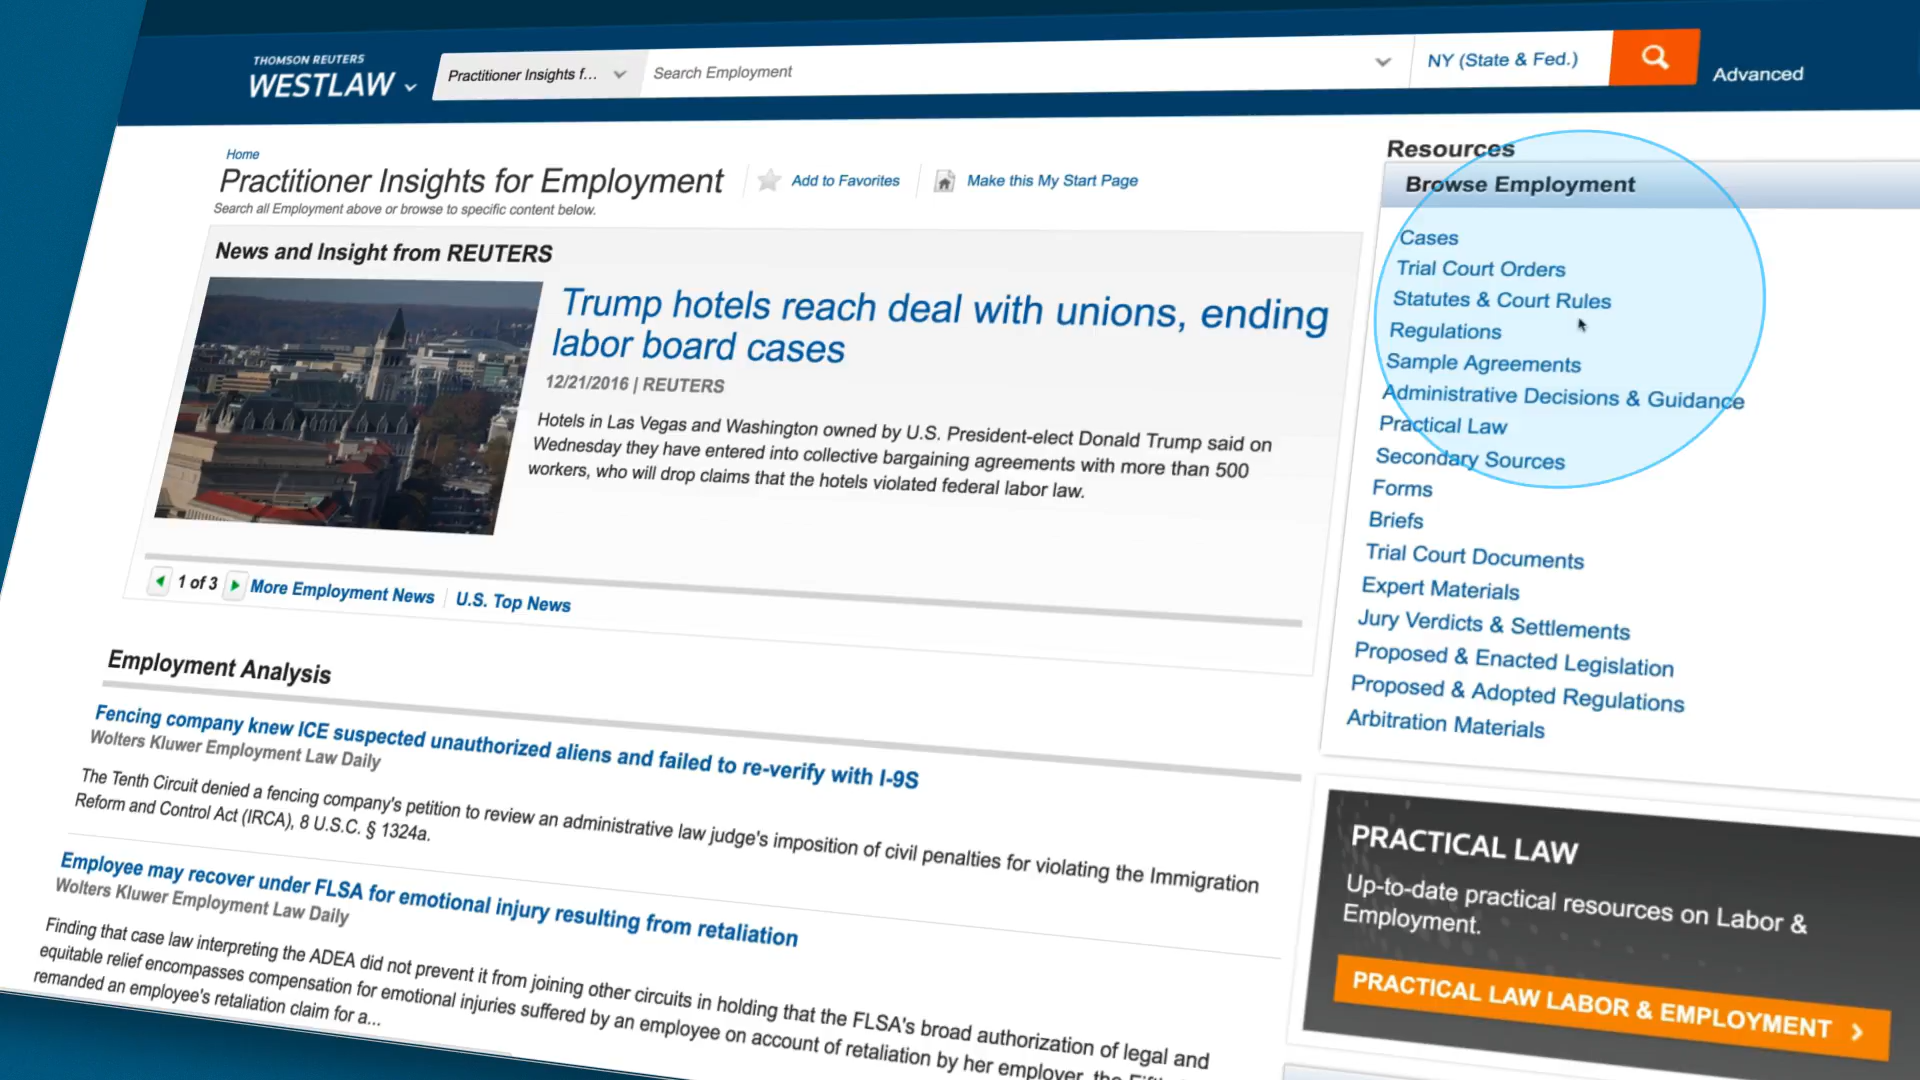 THOMSON REUTERS
WESTLAW
Practitioner Insights f...
Search Employment
NY (State & Fed.)
Advanced
Home
Practitioner Insights for Employment
Add to Favorites
Make this My Start Page
Search all Employment above or browse to specific content below.
News and Insight from REUTERS
Trump hotels reach deal with unions, ending
labor board cases
12/21/2016 | REUTERS
Hotels in Las Vegas and Washington owned by U.S. President-elect Donald Trump said on
Wednesday they have entered into collective bargaining agreements with more than 500
workers, who will drop claims that the hotels violated federal labor law.
1 of 3
More Employment News
U.S. Top News
Employment Analysis
Fencing company knew ICE suspected unauthorized aliens and failed to re-verify with I-9S
Wolters Kluwer Employment Law Daily
The Tenth Circuit denied a fencing company's petition to review an administrative law judge's imposition of civil penalties for violating the Immigration
Reform and Control Act (IRCA), 8 U.S.C. § 1324a.
Employee may recover under FLSA for emotional injury resulting from retaliation
Wolters Kluwer Employment Law Daily
Finding that case law interpreting the ADEA did not prevent it from joining other circuits in holding that the FLSA's broad authorization of legal and
equitable relief encompasses compensation for emotional injuries suffered by an employee on account of retaliation by her employer, the
remanded an employee's retaliation claim for a...
Resources
Browse Employment
Cases
Trial Court Orders
Statutes & Court Rules
Regulations
Sample Agreements
Administrative Decisions & Guidance
Practical Law
Secondary Sources
Forms
Briefs
Trial Court Documents
Expert Materials
Jury Verdicts & Settlements
Proposed & Enacted Legislation
Proposed & Adopted Regulations
Arbitration Materials
PRACTICAL LAW
Up-to-date practical resources on Labor &
Employment.
PRACTICAL LAW LABOR & EMPLOYMENT